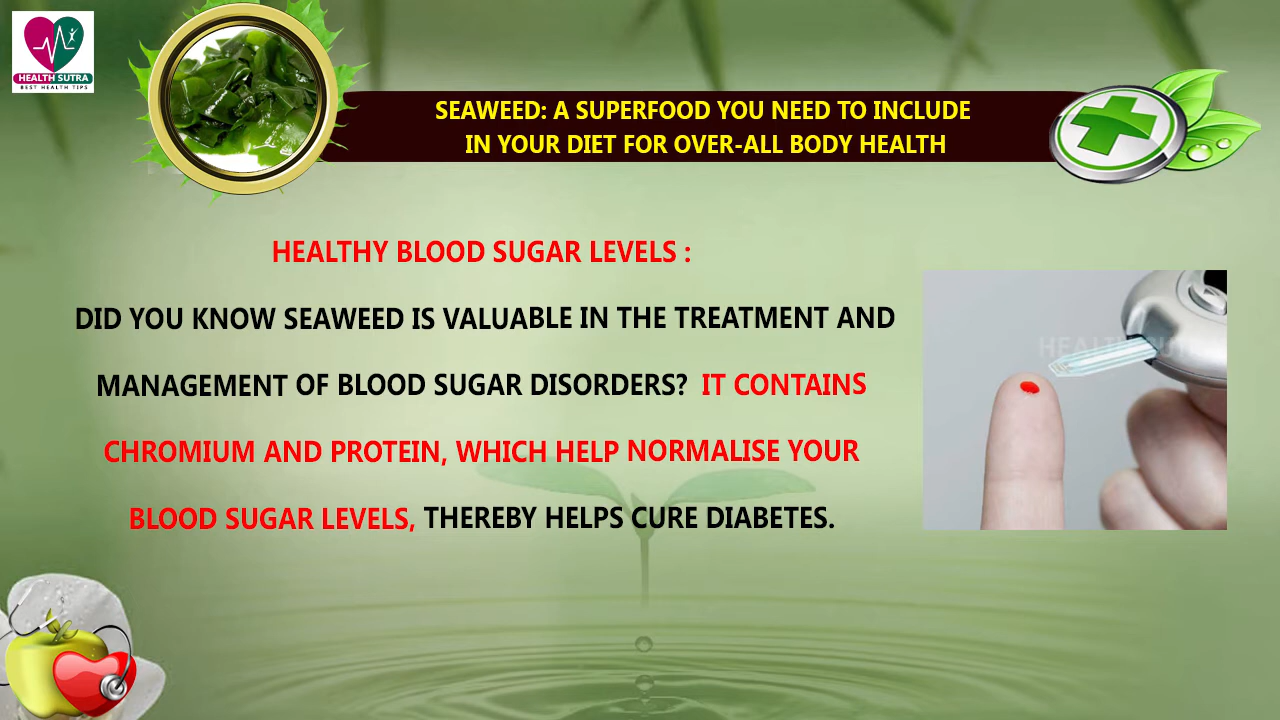 HEALTH SUTRA
BEST HEALTH TIPS
SEAWEED: A SUPERFOOD YOU NEED TO INCLUDE
IN YOUR DIET FOR OVER-ALL BODY HEALTH
HEALTHY BLOOD SUGAR LEVELS :
DID YOU KNOW SEAWEED IS VALUABLE IN THE TREATMENT AND
MANAGEMENT OF BLOOD SUGAR DISORDERS? IT CONTAINS
CHROMIUM AND PROTEIN, WHICH HELP NORMALISE YOUR
BLOOD SUGAR LEVELS, THEREBY HELPS CURE DIABETES.